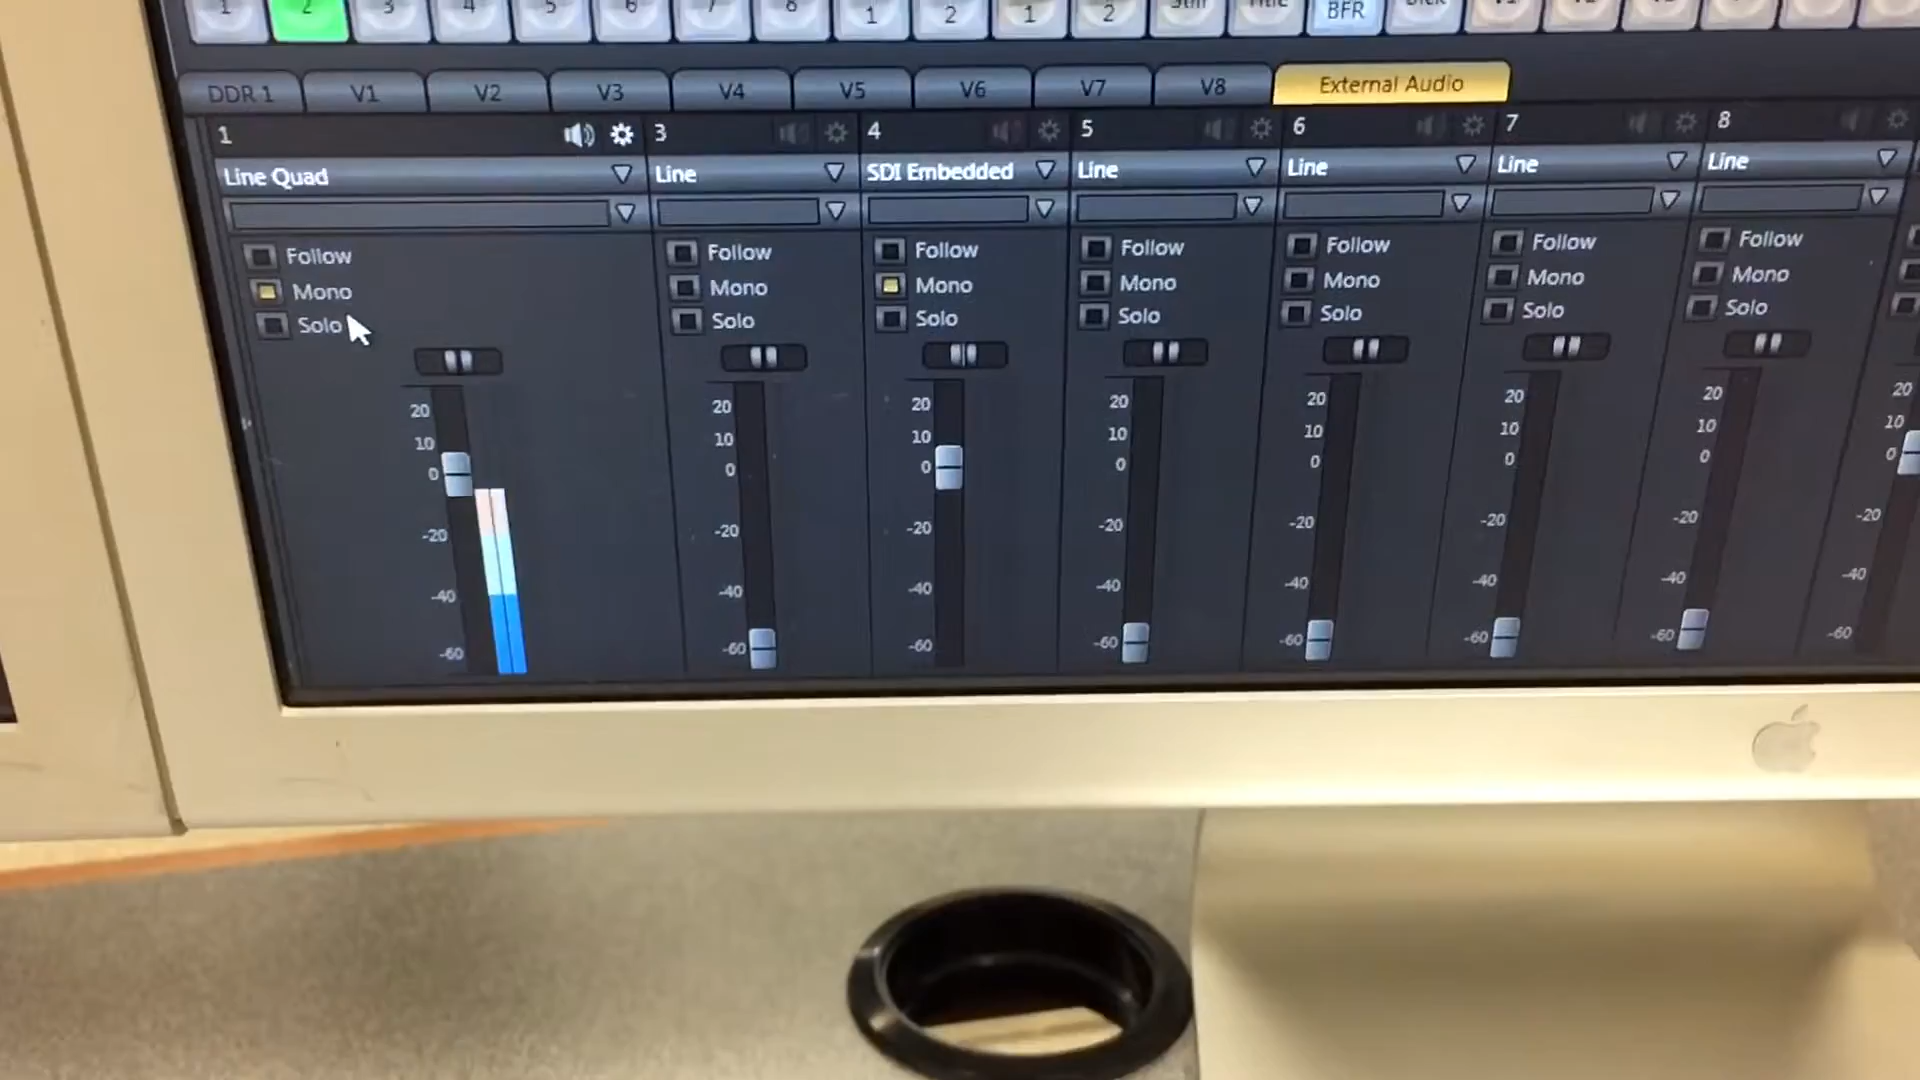 1 2 3 4 5 6 7 8 1 2 1 2 BFR
DDR 1 V1 V2 V3 V4 V5 V6 V7 V8 External Audio
1 3 4 5 6 7 8
Line Quad Line SDI Embedded Line Line Line Line
Follow Follow Follow Follow Follow Follow Follow
Mono Mono Mono Mono Mono Mono Mono
Solo Solo Solo Solo Solo Solo Solo
20 20 20 20 20 20 20 20
10 10 10 10 10 10 10 10
0 0 0 0 0 0 0 0
-20 -20 -20 -20 -20 -20 -20 -20
-40 -40 -40 -40 -40 -40 -40 -40
-60 -60 -60 -60 -60 -60 -60 -60